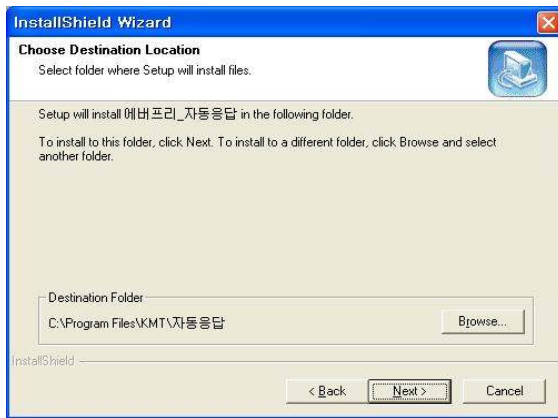 InstallShield Wizard
Choose Destination Location
Select folder where Setup will install files.
Setup will install 에버프리_자동응답 in the following folder.
To install to this folder, click Next. To install to a different folder, click Browse and select
another folder.
Destination Folder
C:\Program Files\KMT\자동응답
Browse...
InstallShield
< Back
Next >
Cancel